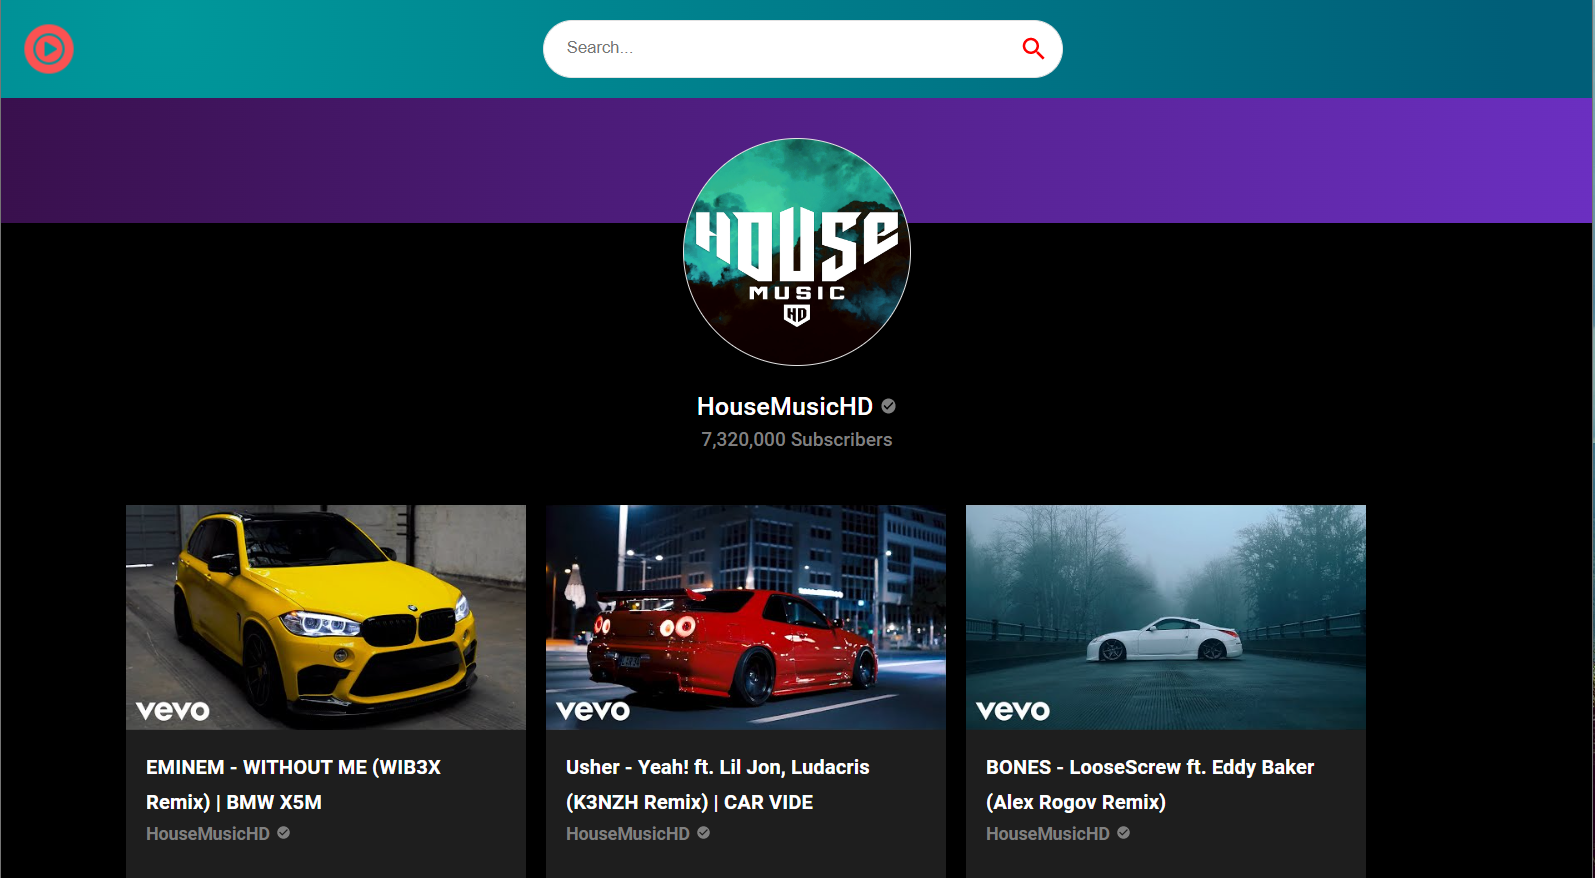 Search...
HOUSE
MUSIC
HD
HouseMusicHD
7,320,000 Subscribers
vevo
vevo
vevo
EMINEM - WITHOUT ME (WIB3X
Remix) | BMW X5M
HouseMusicHD
Usher - Yeah! ft. Lil Jon, Ludacris
(K3NZH Remix) | CAR VIDE
HouseMusicHD
BONES - LooseScrew ft. Eddy Baker
(Alex Rogov Remix)
HouseMusicHD